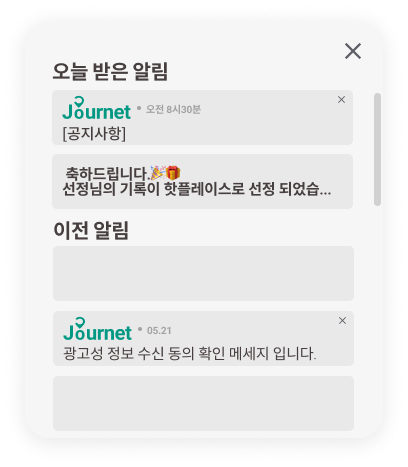 오늘 받은 알림
Journet • 오전 8시30분
[공지사항]
축하드립니다.🎉🎁
선정님의 기록이 핫플레이스로 선정 되었습...
이전 알림
Journet • 05.21
광고성 정보 수신 동의 확인 메세지 입니다.